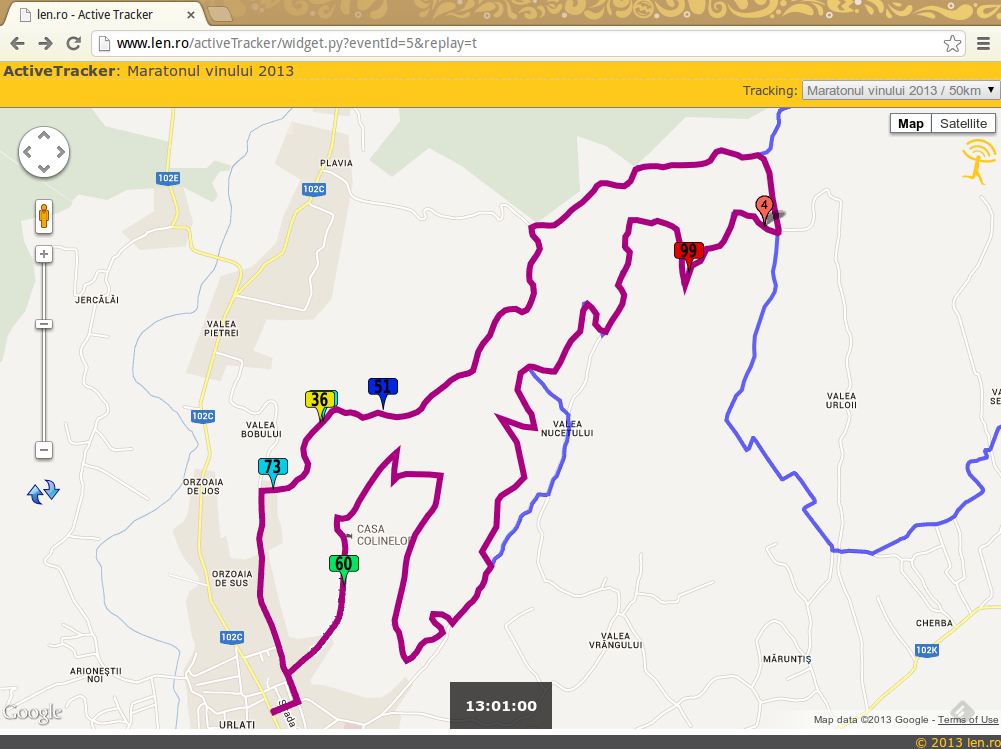 len.ro - Active Tracker
www.len.ro/activeTracker/widget.py?eventId=5&replay=t
ActiveTracker: Maratonul vinului 2013
Tracking: Maratonul vinului 2013 / 50km
Map Satellite
PLAVIA
102E
102C
4
99
JERCĂLĂI
VALEA
PIETREI
51
36
VALEA
URLOII
102C
VALEA
BOBULUI
VALEA
NUCETULUI
73
ORZOAIA
DE JOS
CASA
COLINELOR
60
ORZOAIA
DE SUS
CHERBA
102C
VALEA
VRÂNGULUI
102K
MĂRUNȚIȘ
ARIONEȘTII
NOI
Strada
13:01:00
Google
URLATI
Map data ©2013 Google - Terms of Use
© 2013 len.ro